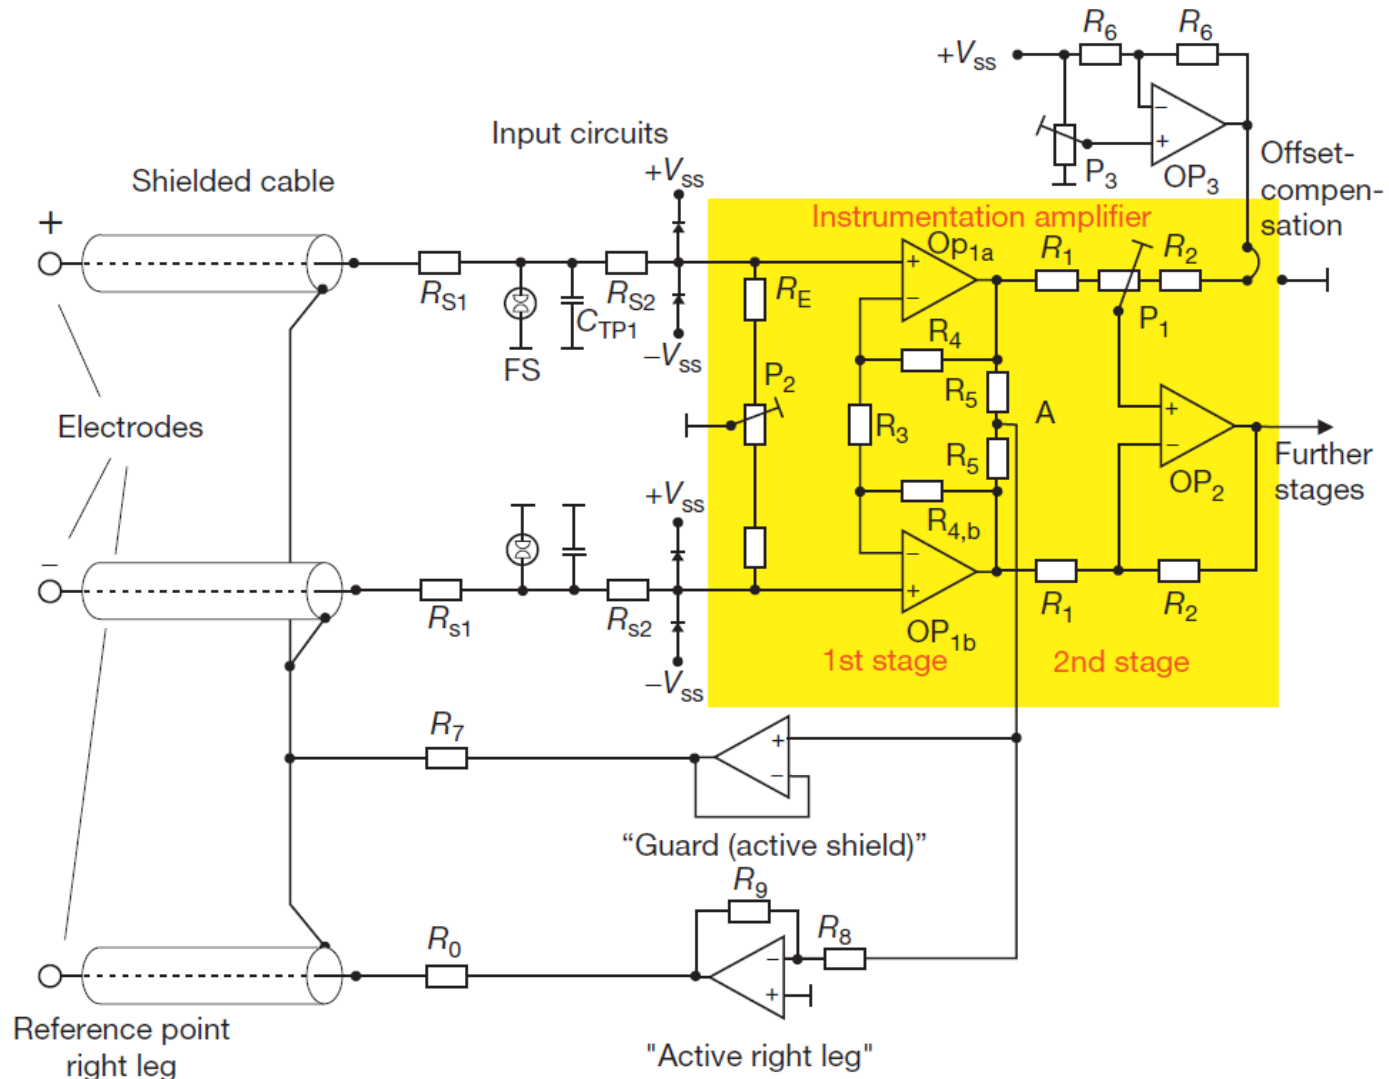 R6
R6
+Vss
Input circuits
Shielded cable
+Vss
P3
OP3
Offset-
compen-
sation
+
Instrumentation amplifier
Op1a
R1
R2
+
−
−
+
RS1
RS2
RE
CTP1
P1
FS
−Vss
R4
P2
R5
A
Electrodes
R3
+
−
R5
OP2
Further
stages
+Vss
R4,b
−
−
+
Rs1
Rs2
OP1b
R1
R2
1st stage
2nd stage
−Vss
R7
+
−
“Guard (active shield)”
R9
R0
R8
−
+
Reference point
right leg
"Active right leg"